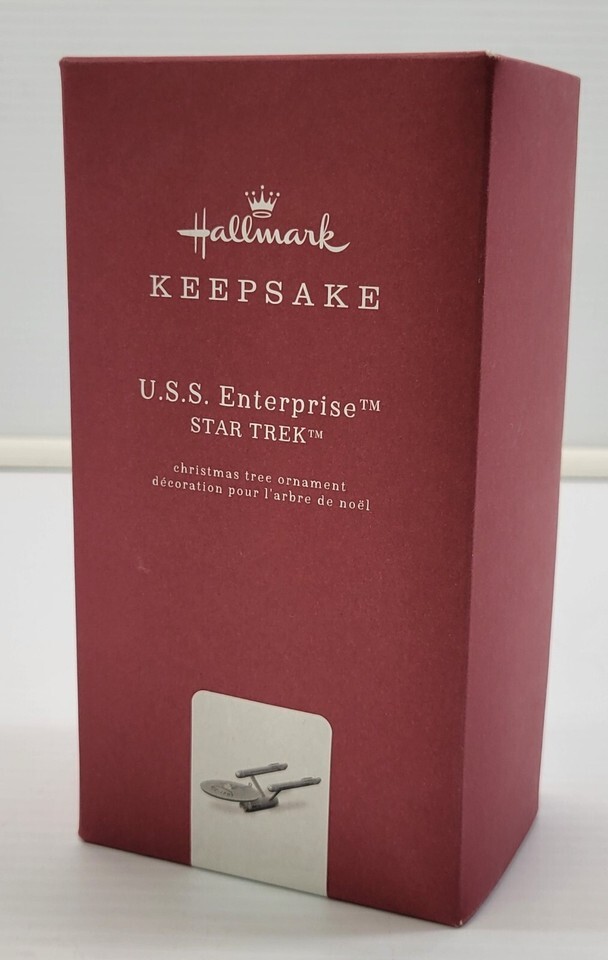 Hallmark
KEEPSAKE
U.S.S. Enterprise™
STAR TREK™
christmas tree ornament
décoration pour l'arbre de noël